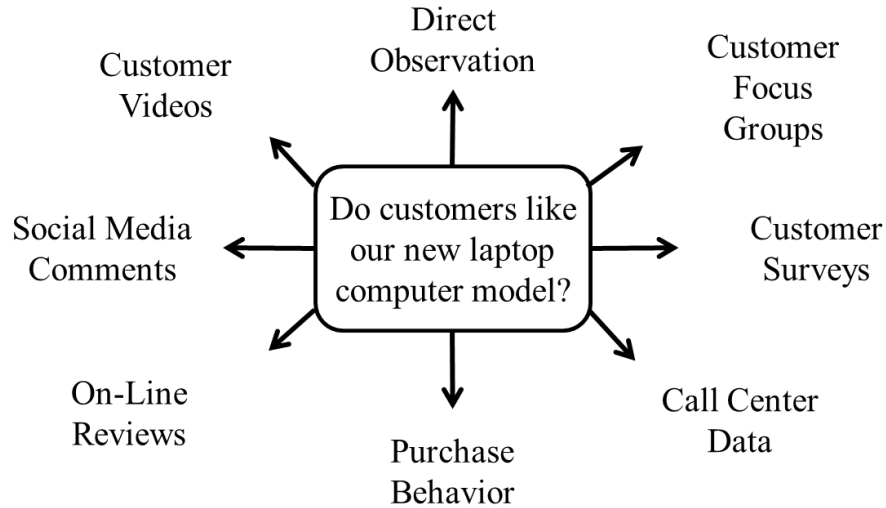 Direct
Observation
Customer
Focus
Groups
Customer
Videos
Do customers like
our new laptop
computer model?
Social Media
Comments
Customer
Surveys
On-Line
Reviews
Call Center
Data
Purchase
Behavior